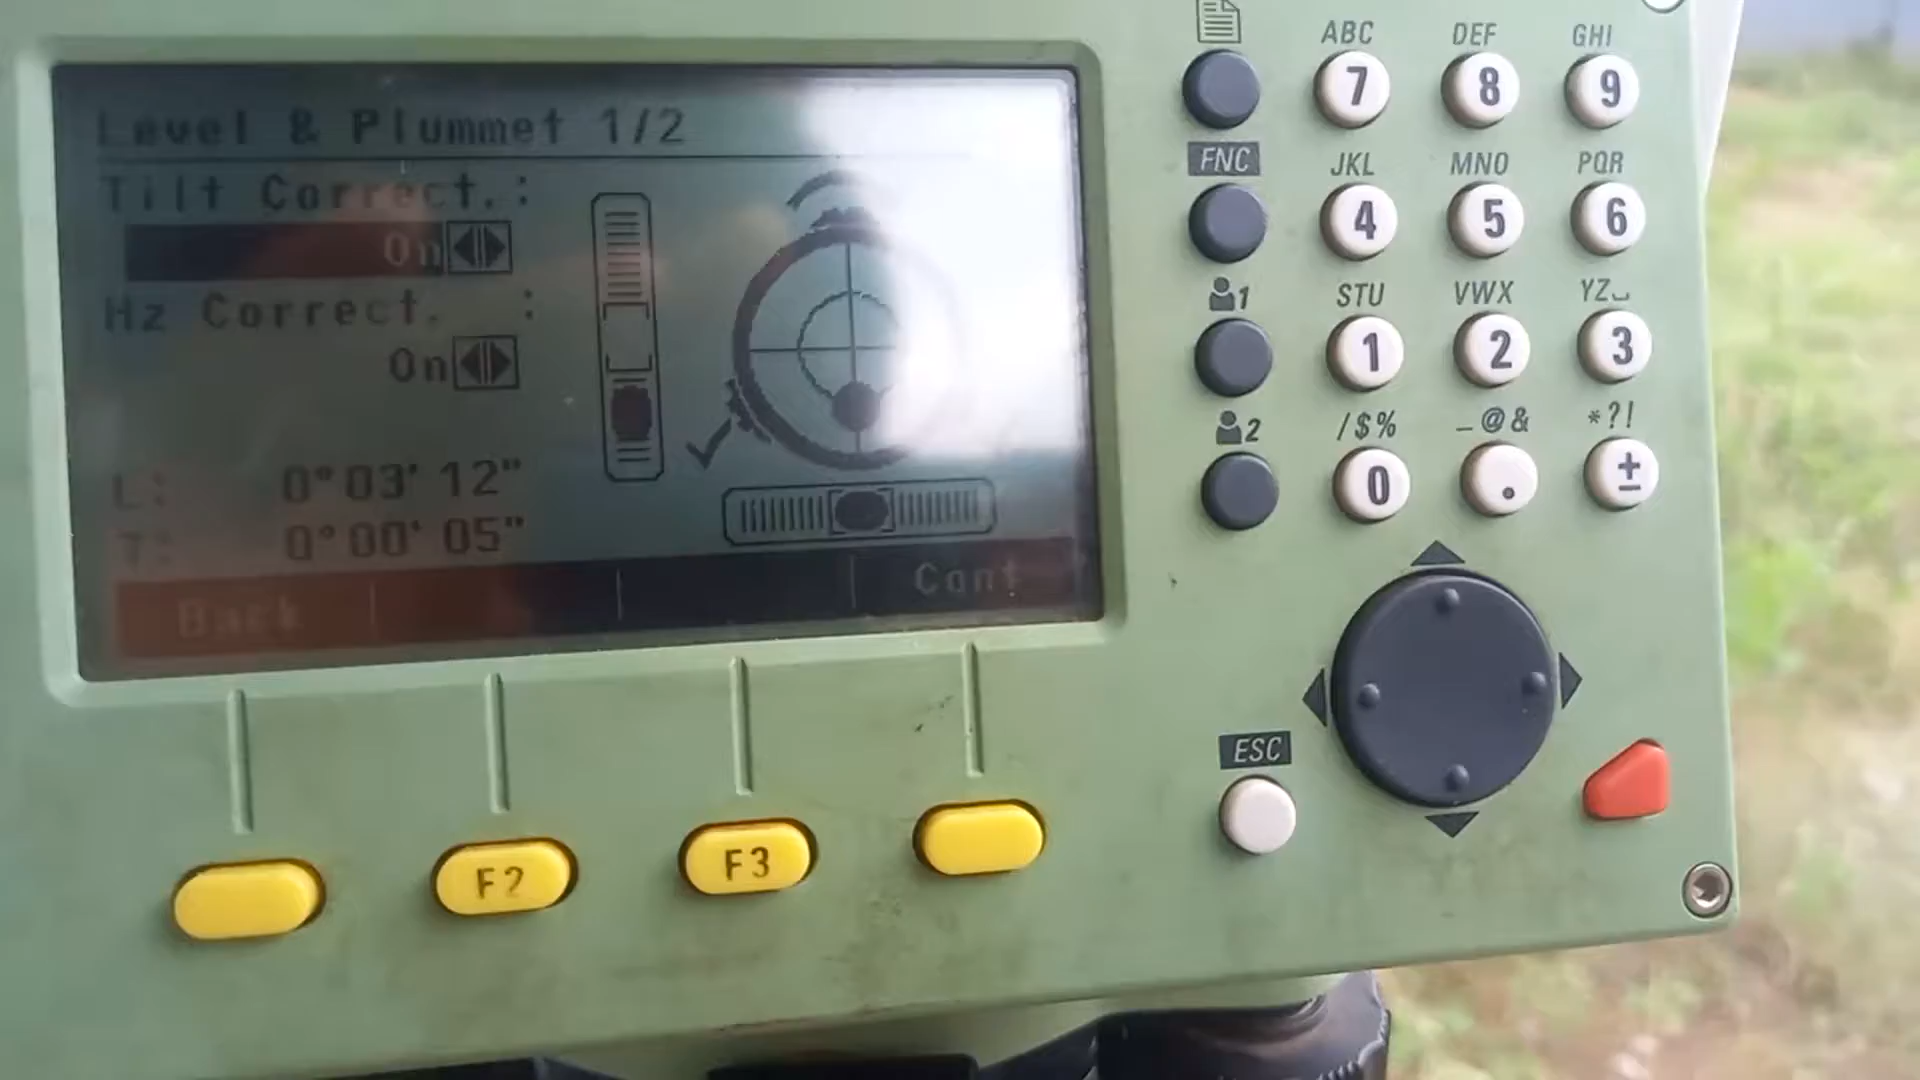 Level & Plummet 1/2
Tilt Correct.:
On
Hz Correct. :
On
L: 0°03'12"
T: 0°00'05"
Back Cont
F2 F3
FNC
1
2
ABC DEF GHI
7 8 9
JKL MNO PQR
4 5 6
STU VWX YZ⎵
1 2 3
/$% _@& *?!
0 . ±
ESC